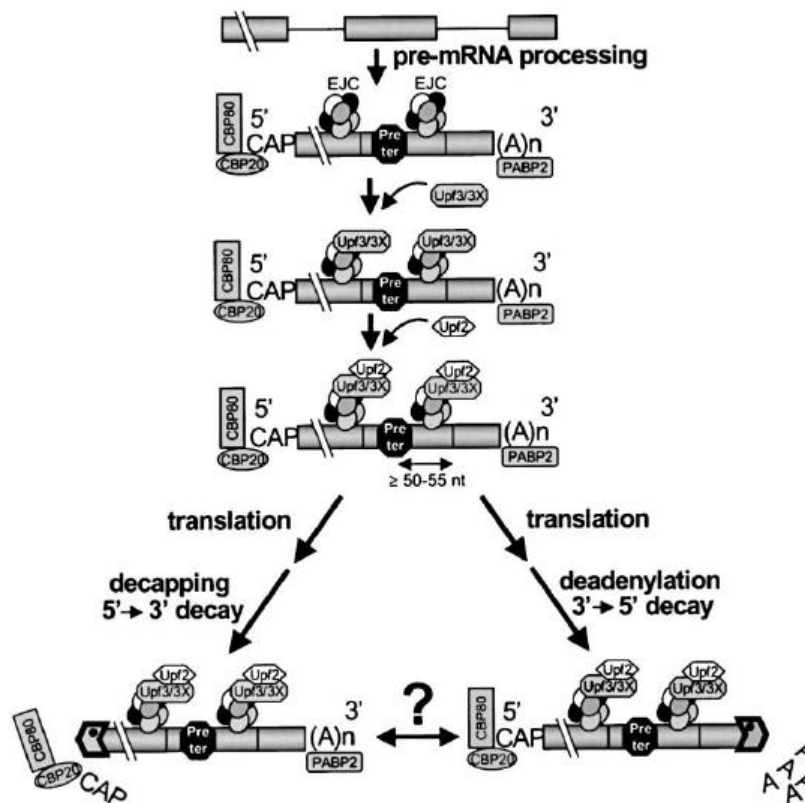 pre-mRNA processing
EJC EJC
CBP80 5' 3'
CAP Pre ter (A)n
CBP20 PABP2
Upf3/3X
Upf3/3X Upf3/3X
CBP80 5' 3'
CAP Pre ter (A)n
CBP20 PABP2
Upf2
Upf2 Upf2
Upf3/3X Upf3/3X
CBP80 5' 3'
CAP Pre ter (A)n
CBP20 PABP2
≥ 50-55 nt
translation translation
decapping deadenylation
5'→ 3' decay 3'→ 5' decay
Upf2 Upf2 Upf2 Upf2
Upf3/3X Upf3/3X ? Upf3/3X Upf3/3X
CBP80 3' CBP80 5'
Pre ter (A)n CAP Pre ter
CBP20 CAP PABP2 CBP20
A A A A